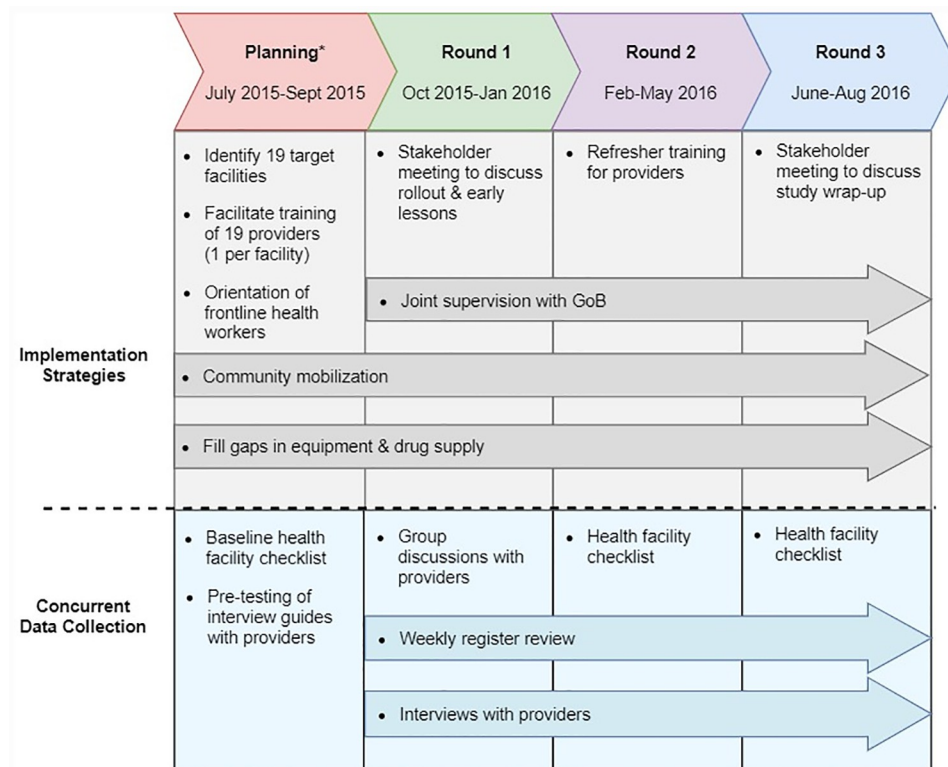 Planning*
July 2015-Sept 2015
Round 1
Oct 2015-Jan 2016
Round 2
Feb-May 2016
Round 3
June-Aug 2016
Implementation
Strategies
• Identify 19 target
facilities
• Facilitate training
of 19 providers
(1 per facility)
• Orientation of
frontline health
workers
• Stakeholder
meeting to discuss
rollout & early
lessons
• Refresher training
for providers
• Stakeholder
meeting to discuss
study wrap-up
• Joint supervision with GoB
• Community mobilization
• Fill gaps in equipment & drug supply
Concurrent
Data Collection
• Baseline health
facility checklist
• Pre-testing of
interview guides
with providers
• Group
discussions with
providers
• Health facility
checklist
• Health facility
checklist
• Weekly register review
• Interviews with providers